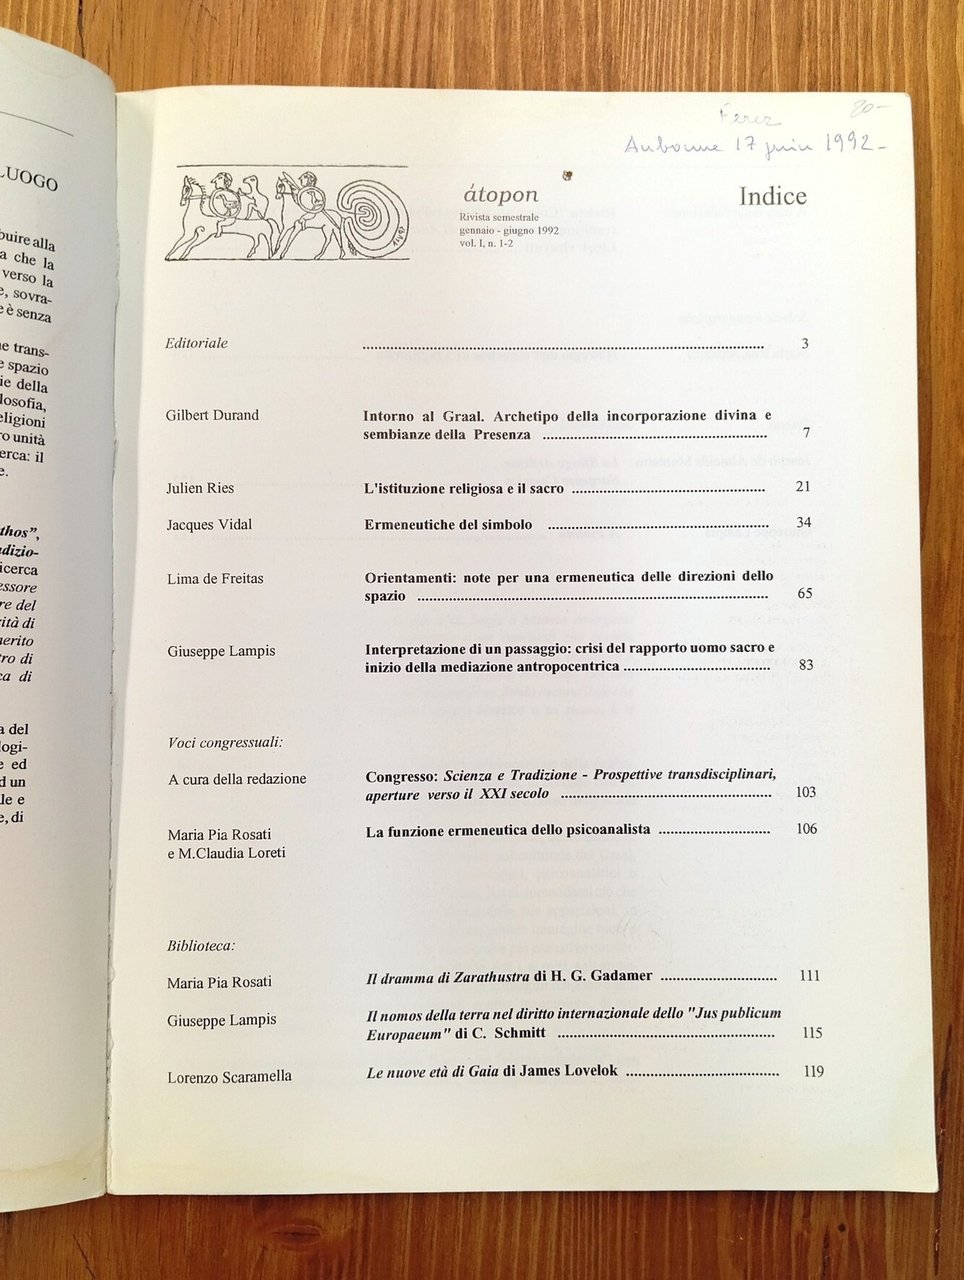 LUOGO
buire alla
a che la
verso la
e, sovra-
e è senza
ne trans-
e spazio
ie della
losofia,
eligioni
ro unità
erca: il
e.
thos”,
dizio-
icerca
essore
re del
ità di
erito
tro di
ca di
a del
logi-
e ed
d un
le e
e, di
20-
Ferez
Aubonne 17 juin 1992-
átopon
Rivista semestrale
gennaio - giugno 1992
vol. I, n. 1-2
Indice
Editoriale ........ 3
Gilbert Durand Intorno al Graal. Archetipo della incorporazione divina e
sembianze della Presenza ........ 7
Julien Ries L'istituzione religiosa e il sacro ........ 21
Jacques Vidal Ermeneutiche del simbolo ........ 34
Lima de Freitas Orientamenti: note per una ermeneutica delle direzioni dello
spazio ........ 65
Giuseppe Lampis Interpretazione di un passaggio: crisi del rapporto uomo sacro e
inizio della mediazione antropocentrica ........ 83
Voci congressuali:
A cura della redazione Congresso: Scienza e Tradizione - Prospettive transdisciplinari,
aperture verso il XXI secolo ........ 103
Maria Pia Rosati La funzione ermeneutica dello psicoanalista ........ 106
e M.Claudia Loreti
Biblioteca:
Maria Pia Rosati Il dramma di Zarathustra di H. G. Gadamer ........ 111
Giuseppe Lampis Il nomos della terra nel diritto internazionale dello "Jus publicum
Europaeum" di C. Schmitt ........ 115
Lorenzo Scaramella Le nuove età di Gaia di James Lovelok ........ 119